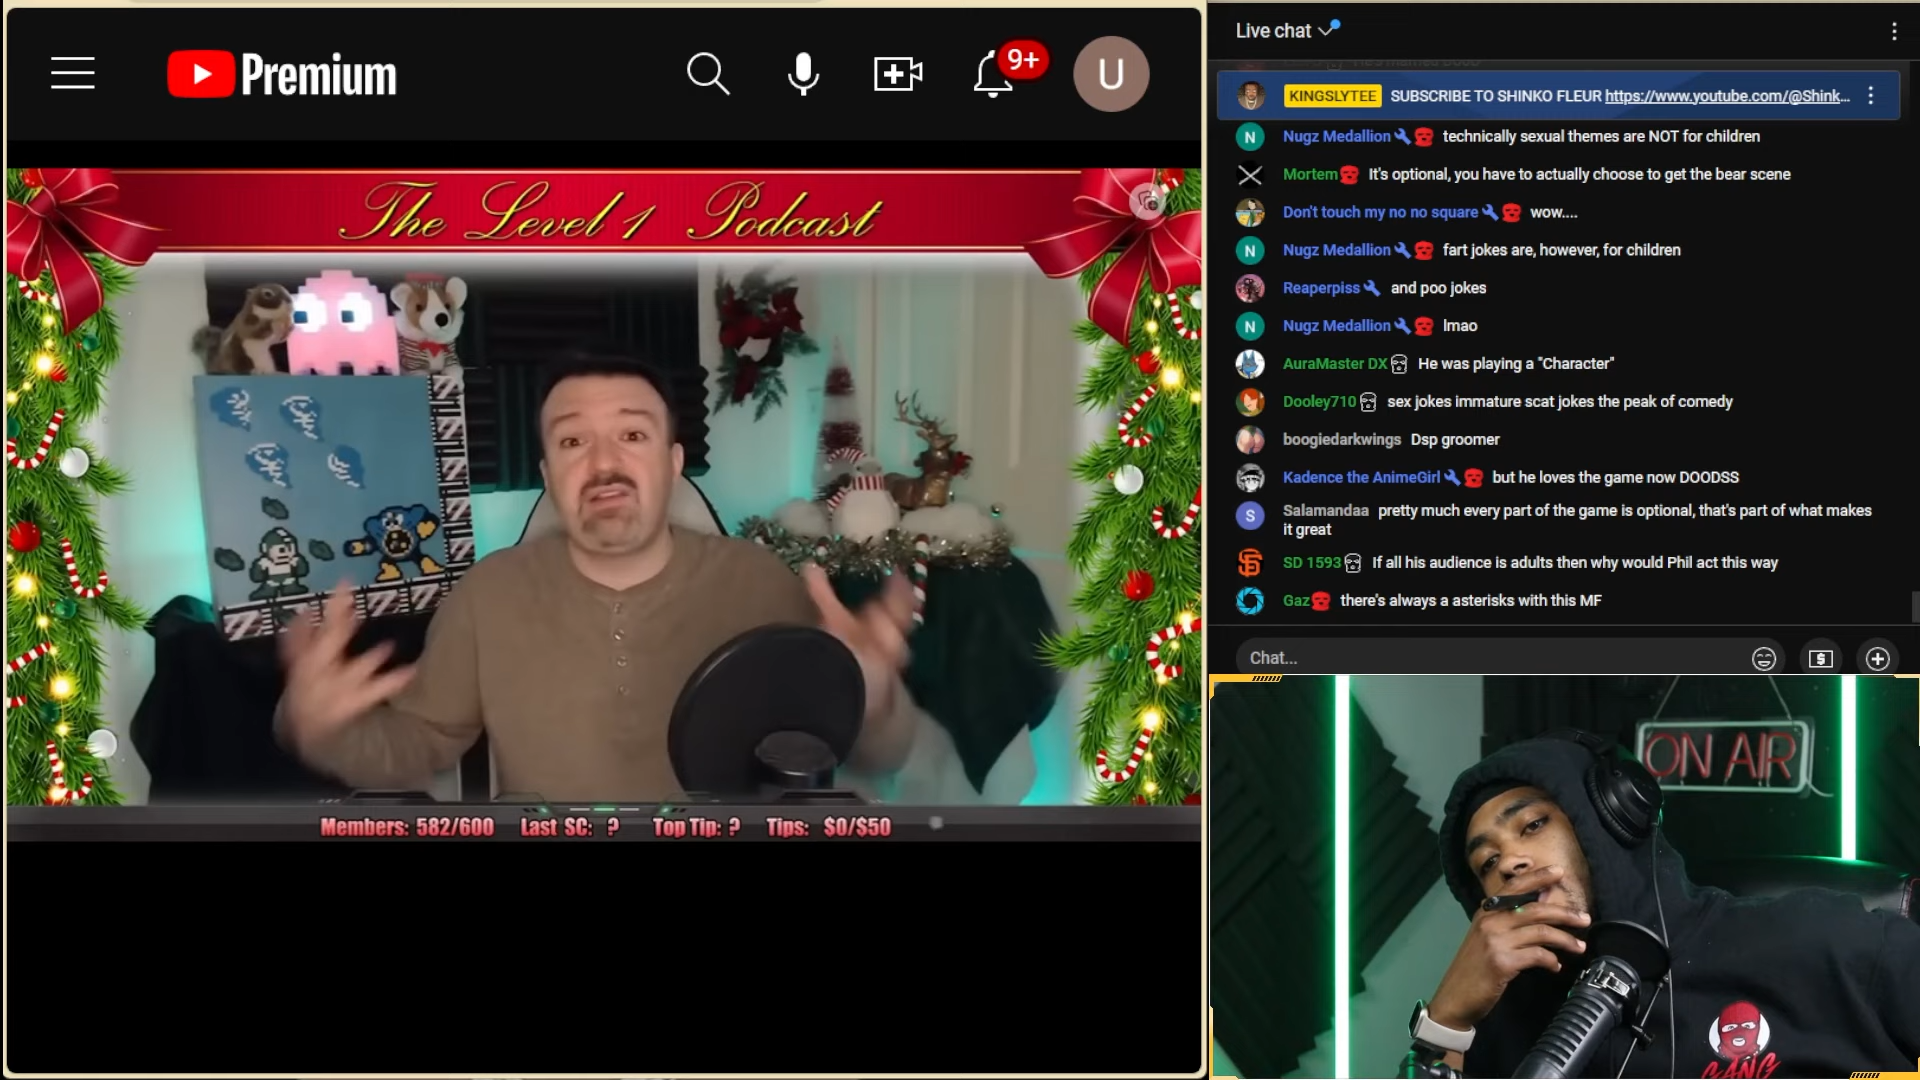 Premium
9+
U
The Level 1 Podcast
Members: 582/600 Last SC: ? Top Tip: ? Tips: $0/$50
Live chat
KINGSLYTEE SUBSCRIBE TO SHINKO FLEUR https://www.youtube.com/@Shink...
N Nugz Medallion technically sexual themes are NOT for children
Mortem It's optional, you have to actually choose to get the bear scene
Don't touch my no no square wow....
N Nugz Medallion fart jokes are, however, for children
Reaperpiss and poo jokes
N Nugz Medallion lmao
AuraMaster DX He was playing a "Character"
Dooley710 sex jokes immature scat jokes the peak of comedy
boogiedarkwings Dsp groomer
Kadence the AnimeGirl but he loves the game now DOODSS
S Salamandaa pretty much every part of the game is optional, that's part of what makes
it great
SD 1593 If all his audience is adults then why would Phil act this way
Gaz there's always a asterisks with this MF
Chat...
ON AIR
GANG